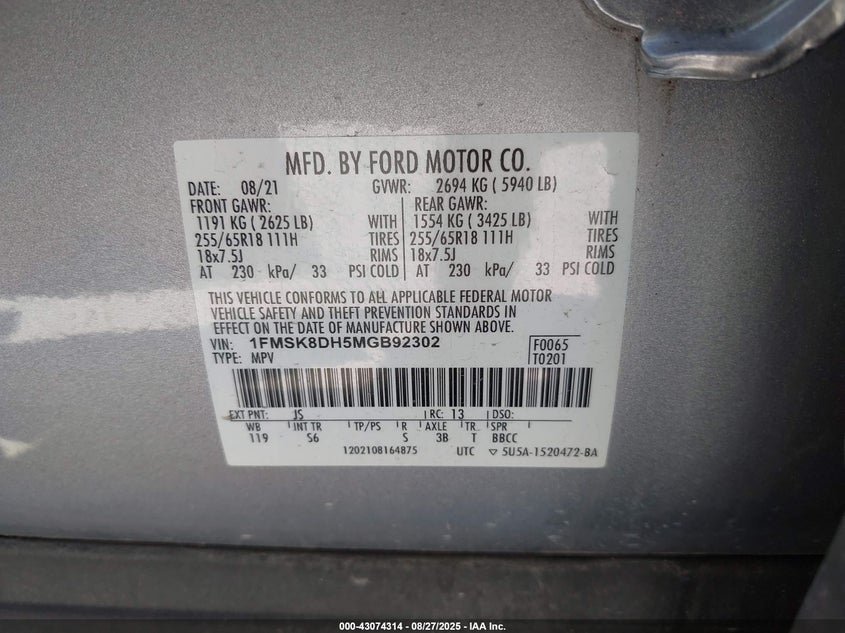 MFD. BY FORD MOTOR CO.
DATE: 08/21 GVWR: 2694 KG ( 5940 LB)
FRONT GAWR: REAR GAWR:
1191 KG ( 2625 LB) WITH 1554 KG ( 3425 LB) WITH
255/65R18 111H TIRES 255/65R18 111H TIRES
18x7.5J RIMS 18x7.5J RIMS
AT 230 kPa/ 33 PSI COLD AT 230 kPa/ 33 PSI COLD
THIS VEHICLE CONFORMS TO ALL APPLICABLE FEDERAL MOTOR
VEHICLE SAFETY AND THEFT PREVENTION STANDARDS IN
EFFECT ON THE DATE OF MANUFACTURE SHOWN ABOVE.
VIN: 1FMSK8DH5MGB92302 F0065
TYPE: MPV T0201
EXT PNT: JS RC: 13 DSO:
WB INT TR TP/PS R AXLE TR SPR
119 S6 S 3B T BBCC
1202108164875 UTC ▽ 5U5A-1520472-BA
000-43074314 - 08/27/2025 - IAA Inc.